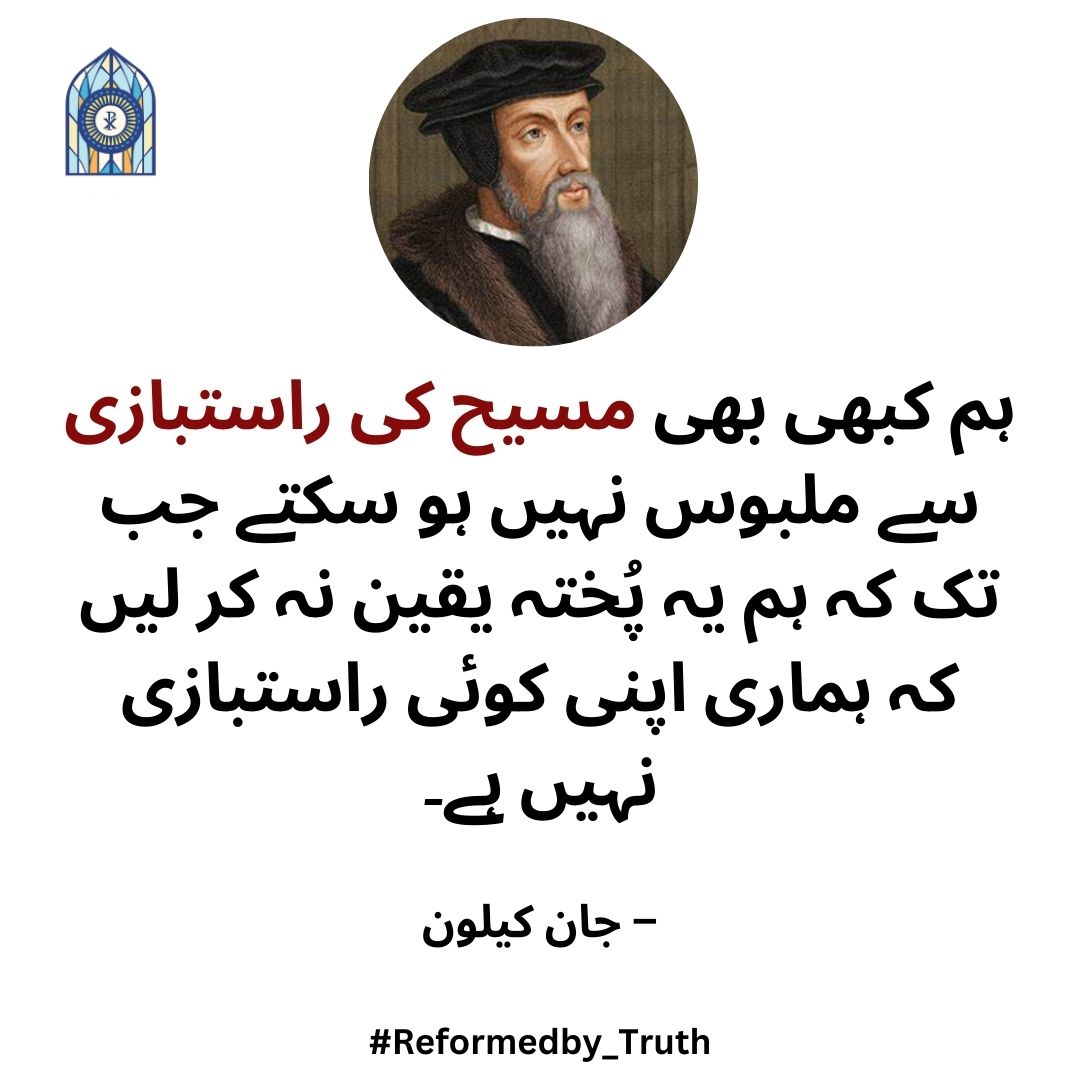 ہم کبھی بھی مسیح کی راستبازی
سے ملبوس نہیں ہو سکتے جب
تک کہ ہم یہ پُختہ یقین نہ کر لیں
کہ ہماری اپنی کوئی راستبازی
نہیں ہے۔
– جان کیلون
#Reformedby_Truth